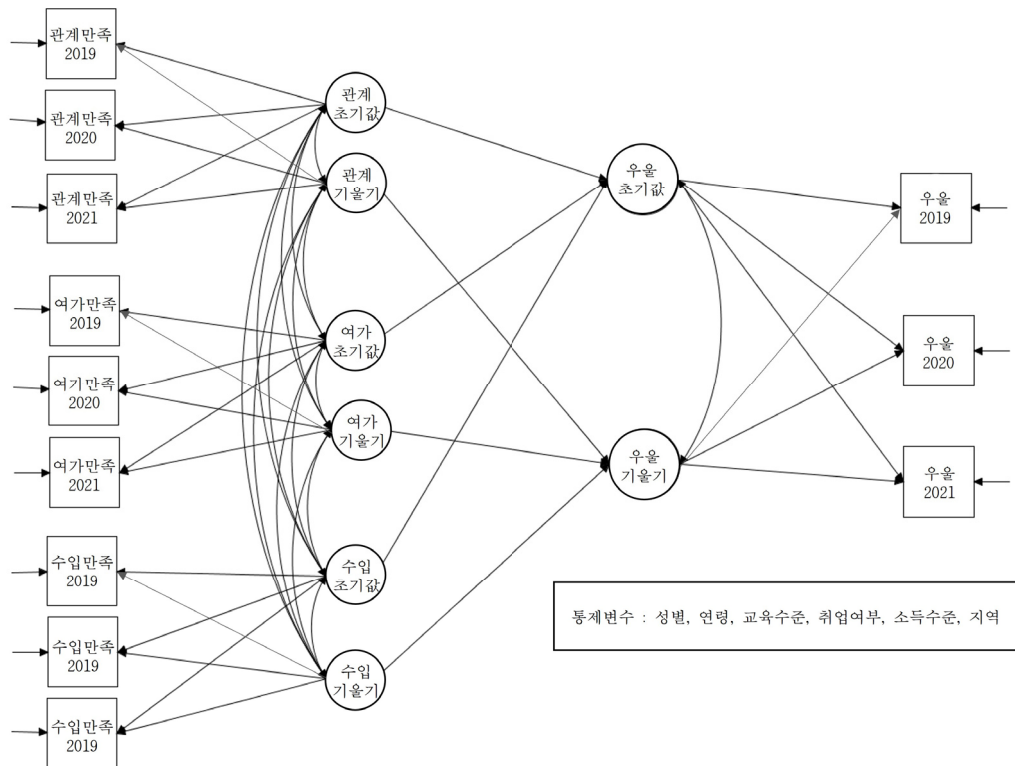 관계만족
2019
관계만족
2020
관계만족
2021
여가만족
2019
여기만족
2020
여가만족
2021
수입만족
2019
수입만족
2019
수입만족
2019
관계
초기값
관계
기울기
여가
초기값
여가
기울기
수입
조기값
수입
기울기
우울
초기값
우울
기울기
우울
2019
우울
2020
우울
2021
통제변수 : 성별, 연령, 교육수준, 취업여부, 소득수준, 지역